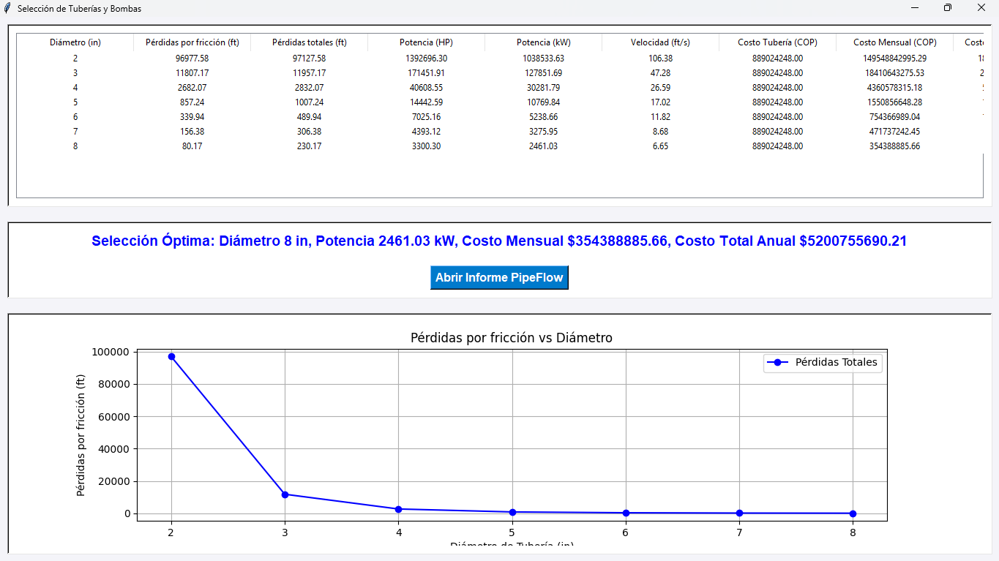 Selección de Tuberías y Bombas
Diámetro (in) Pérdidas por fricción (ft) Pérdidas totales (ft) Potencia (HP) Potencia (kW) Velocidad (ft/s) Costo Tubería (COP) Costo Mensual (COP)
2 96977.58 97127.58 1392696.30 1038533.63 106.38 889024248.00 149548842995.29
3 11807.17 11957.17 171451.91 127851.69 47.28 889024248.00 18410643275.53
4 2682.07 2832.07 40608.55 30281.79 26.59 889024248.00 4360578315.18
5 857.24 1007.24 14442.59 10769.84 17.02 889024248.00 1550856648.28
6 339.94 489.94 7025.16 5238.66 11.82 889024248.00 754366989.04
7 156.38 306.38 4393.12 3275.95 8.68 889024248.00 471737242.45
8 80.17 230.17 3300.30 2461.03 6.65 889024248.00 354388885.66
Selección Óptima: Diámetro 8 in, Potencia 2461.03 kW, Costo Mensual $354388885.66, Costo Total Anual $5200755690.21
Abrir Informe PipeFlow
Pérdidas por fricción vs Diámetro
Pérdidas Totales
Pérdidas por fricción (ft)
100000
80000
60000
40000
20000
0
2 3 4 5 6 7 8
Diámetro de Tubería (in)